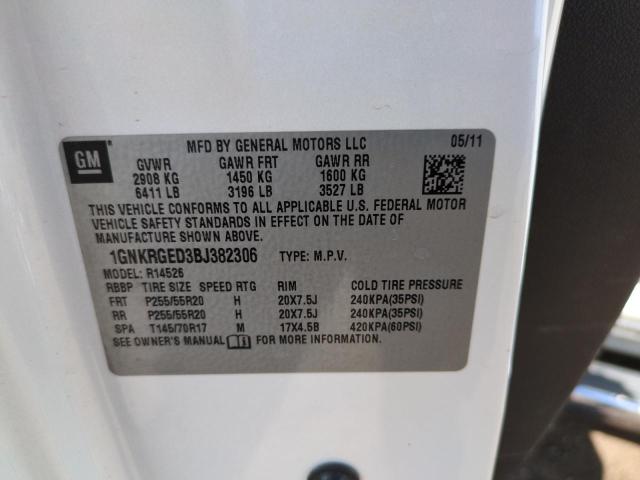 GM
MFD BY GENERAL MOTORS LLC 05/11
GVWR GAWR FRT GAWR RR
2908 KG 1450 KG 1600 KG
6411 LB 3196 LB 3527 LB
THIS VEHICLE CONFORMS TO ALL APPLICABLE U.S. FEDERAL MOTOR
VEHICLE SAFETY STANDARDS IN EFFECT ON THE DATE OF
MANUFACTURE SHOWN ABOVE.
1GNKRGED3BJ382306 TYPE: M.P.V.
MODEL: R14526
RBBP TIRE SIZE SPEED RTG RIM COLD TIRE PRESSURE
FRT P255/55R20 H 20X7.5J 240KPA(35PSI)
RR P255/55R20 H 20X7.5J 240KPA(35PSI)
SPA T145/70R17 M 17X4.5B 420KPA(60PSI)
SEE OWNER'S MANUAL FOR MORE INFORMATION.